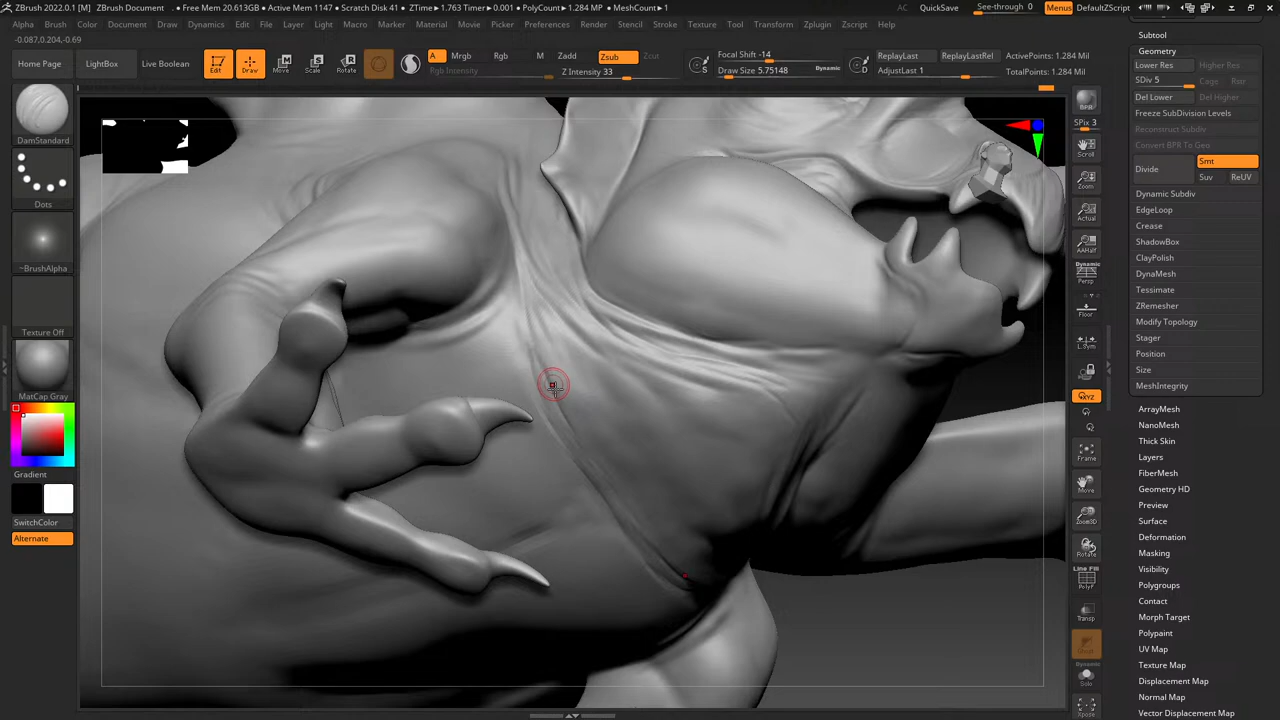 ZBrush 2022.0.1 [M] ZBrush Document . • Free Mem 20.613GB • Active Mem 1147 • Scratch Disk 41 • ZTime▸1.763 Timer▸0.001 • PolyCount▸1.284 MP • MeshCount▸1 AC QuickSave See-through 0 Menus DefaultZScript
Alpha Brush Color Document Draw Dynamics Edit File Layer Light Macro Marker Material Movie Picker Preferences Render Stencil Stroke Texture Tool Transform Zplugin Zscript Help
-0.087,0.204,-0.69
Home Page LightBox Live Boolean Edit Draw Move Scale Rotate
A Mrgb Rgb M Zadd Zsub Zcut
Rgb Intensity Z Intensity 33
S Focal Shift -14
Draw Size 5.75148 Dynamic
D ReplayLast ReplayLastRel
AdjustLast 1
ActivePoints: 1.284 Mil
TotalPoints: 1.284 Mil
DamStandard
Dots
~BrushAlpha
Texture Off
MatCap Gray
Gradient
SwitchColor
Alternate
BPR
SPix 3
Scroll
Zoom
Actual
AAHalf
Dynamic
Persp
Floor
L.Sym
XYZ
Frame
Move
Zoom3D
Rotate
Line Fill
PolyF
Transp
Ghost
Dynamic
Solo
Xpose
Subtool
Geometry
Lower Res Higher Res
SDiv 5 Cage Rstr
Del Lower Del Higher
Freeze SubDivision Levels
Reconstruct Subdiv
Convert BPR To Geo
Divide Smt
Suv ReUV
Dynamic Subdiv
EdgeLoop
Crease
ShadowBox
ClayPolish
DynaMesh
Tessimate
ZRemesher
Modify Topology
Stager
Position
Size
MeshIntegrity
ArrayMesh
NanoMesh
Thick Skin
Layers
FiberMesh
Geometry HD
Preview
Surface
Deformation
Masking
Visibility
Polygroups
Contact
Morph Target
Polypaint
UV Map
Texture Map
Displacement Map
Normal Map
Vector Displacement Map